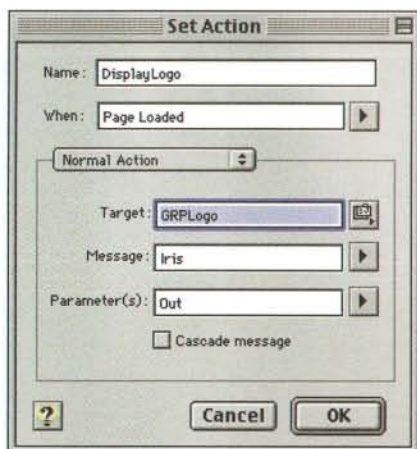 Set Action
Name: DisplayLogo
When: Page Loaded
Normal Action
Target: GRPLogo
Message: Iris
Parameter(s): Out
Cascade message
?
Cancel OK